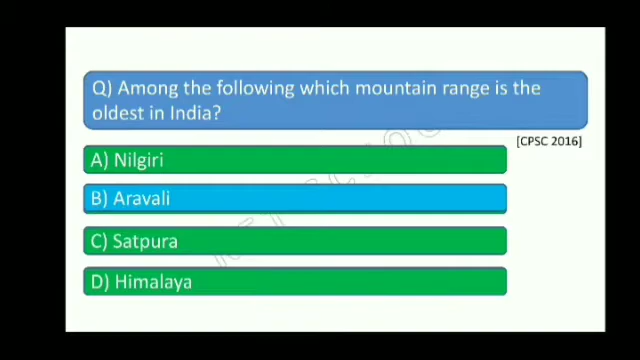 Q) Among the following which mountain range is the
oldest in India?
[CPSC 2016]
A) Nilgiri
B) Aravali
C) Satpura
D) Himalaya